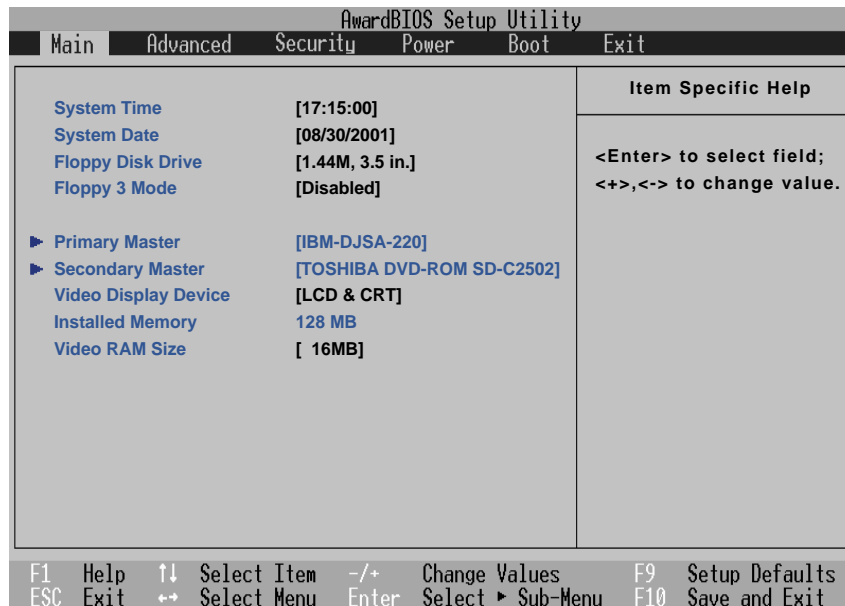 AwardBIOS Setup Utility
Main Advanced Security Power Boot Exit
Item Specific Help
System Time [17:15:00]
System Date [08/30/2001]
Floppy Disk Drive [1.44M, 3.5 in.]
<Enter> to select field;
Floppy 3 Mode [Disabled]
<+>,<-> to change value.
Primary Master [IBM-DJSA-220]
Secondary Master [TOSHIBA DVD-ROM SD-C2502]
Video Display Device [LCD & CRT]
Installed Memory 128 MB
Video RAM Size [ 16MB]
F1 Help ↑↓ Select Item -/+ Change Values F9 Setup Defaults
ESC Exit ←→ Select Menu Enter Select ▶ Sub-Menu F10 Save and Exit